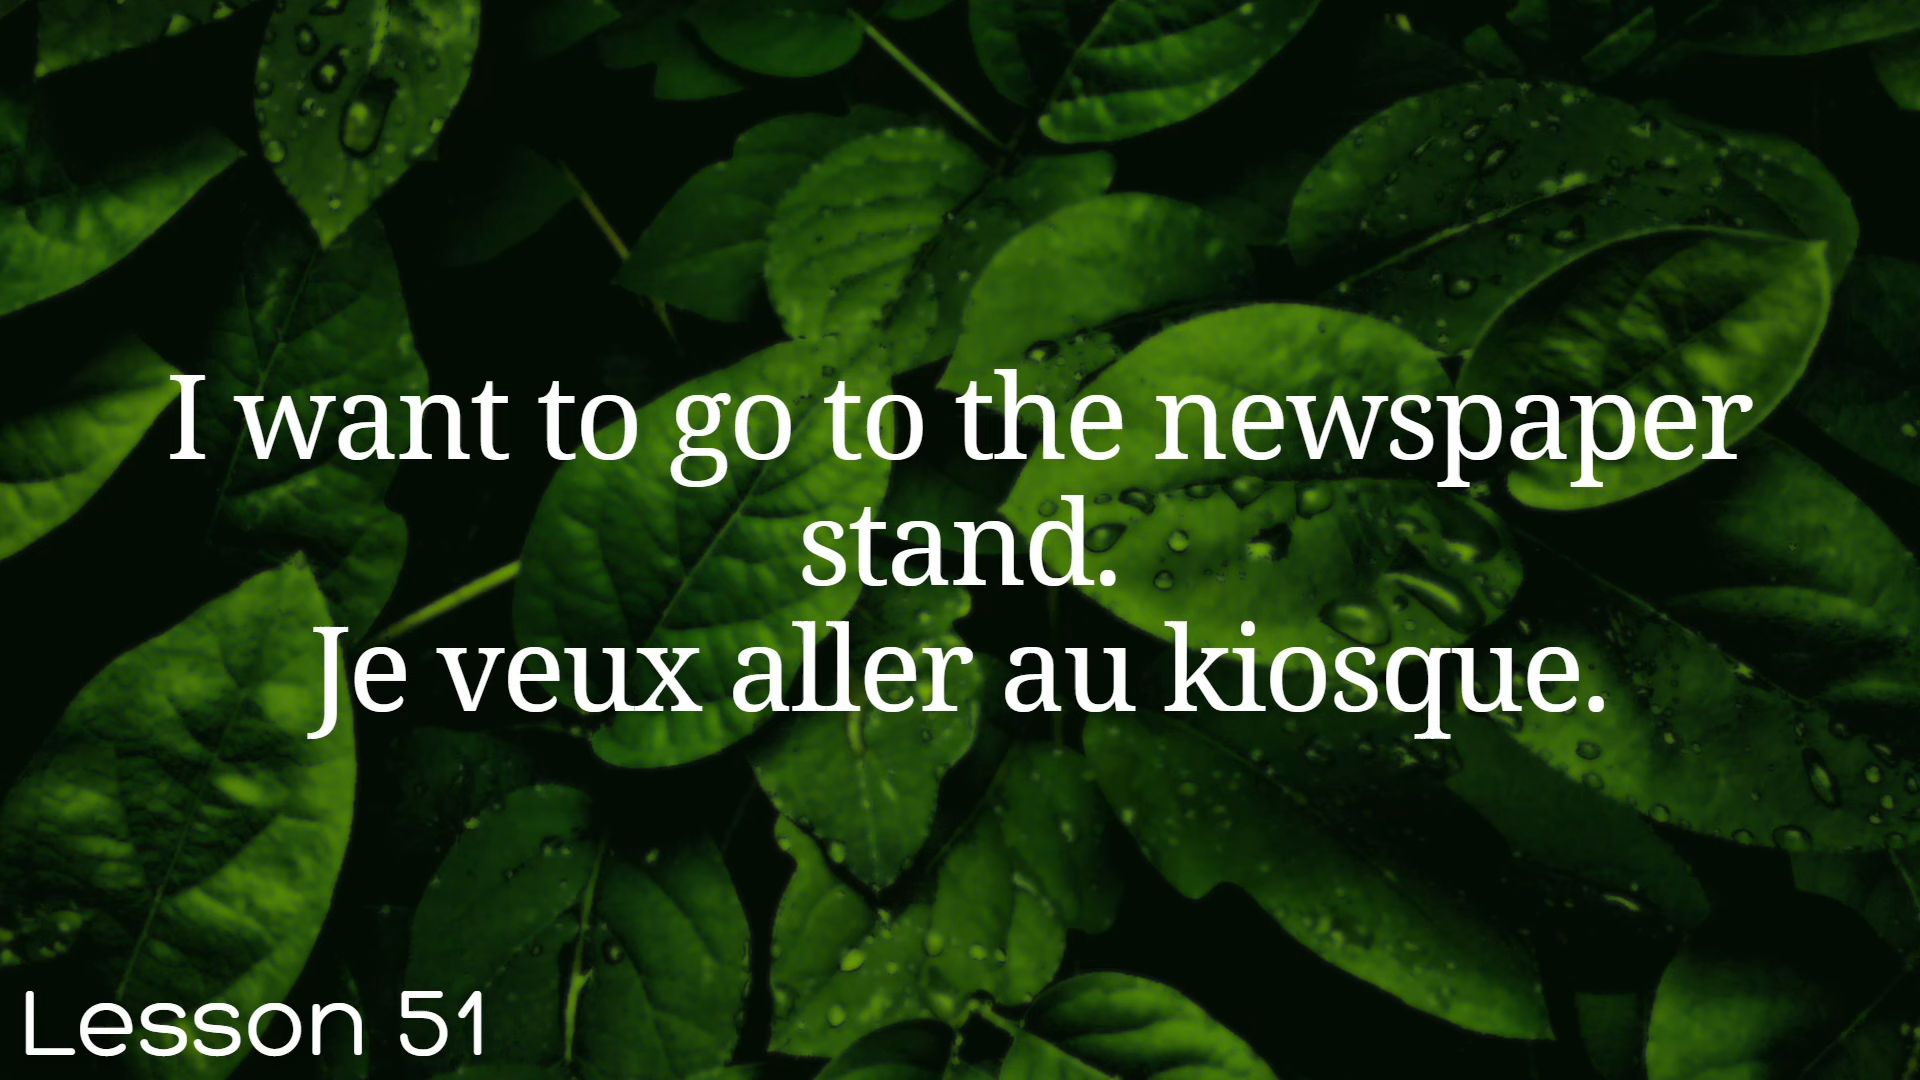 I want to go to the newspaper
stand.
Je veux aller au kiosque.
Lesson 51